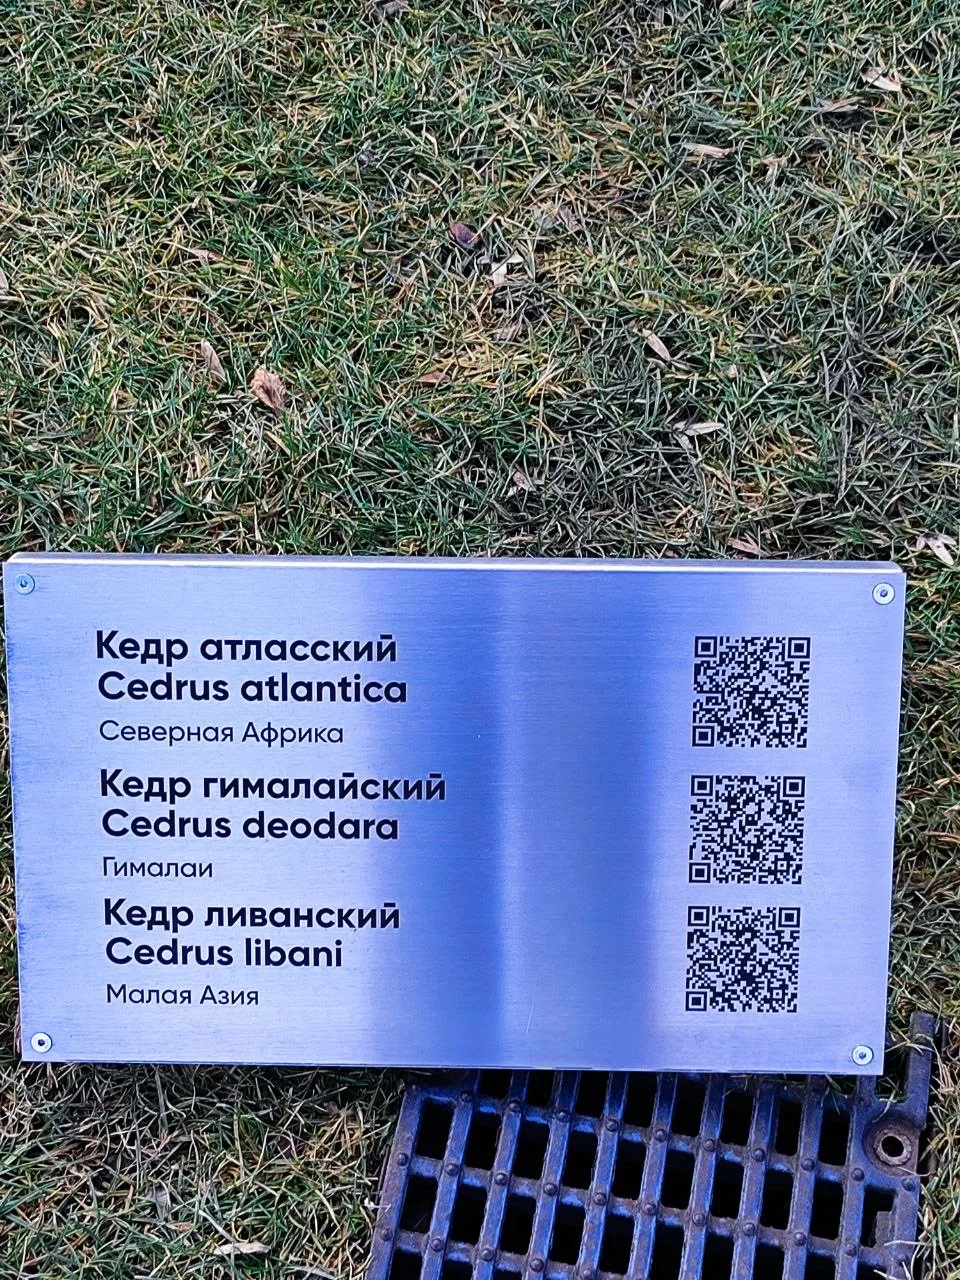 Кедр атласский
Cedrus atlantica
Северная Африка
Кедр гималайский
Cedrus deodara
Гималаи
Кедр ливанский
Cedrus libani
Малая Азия